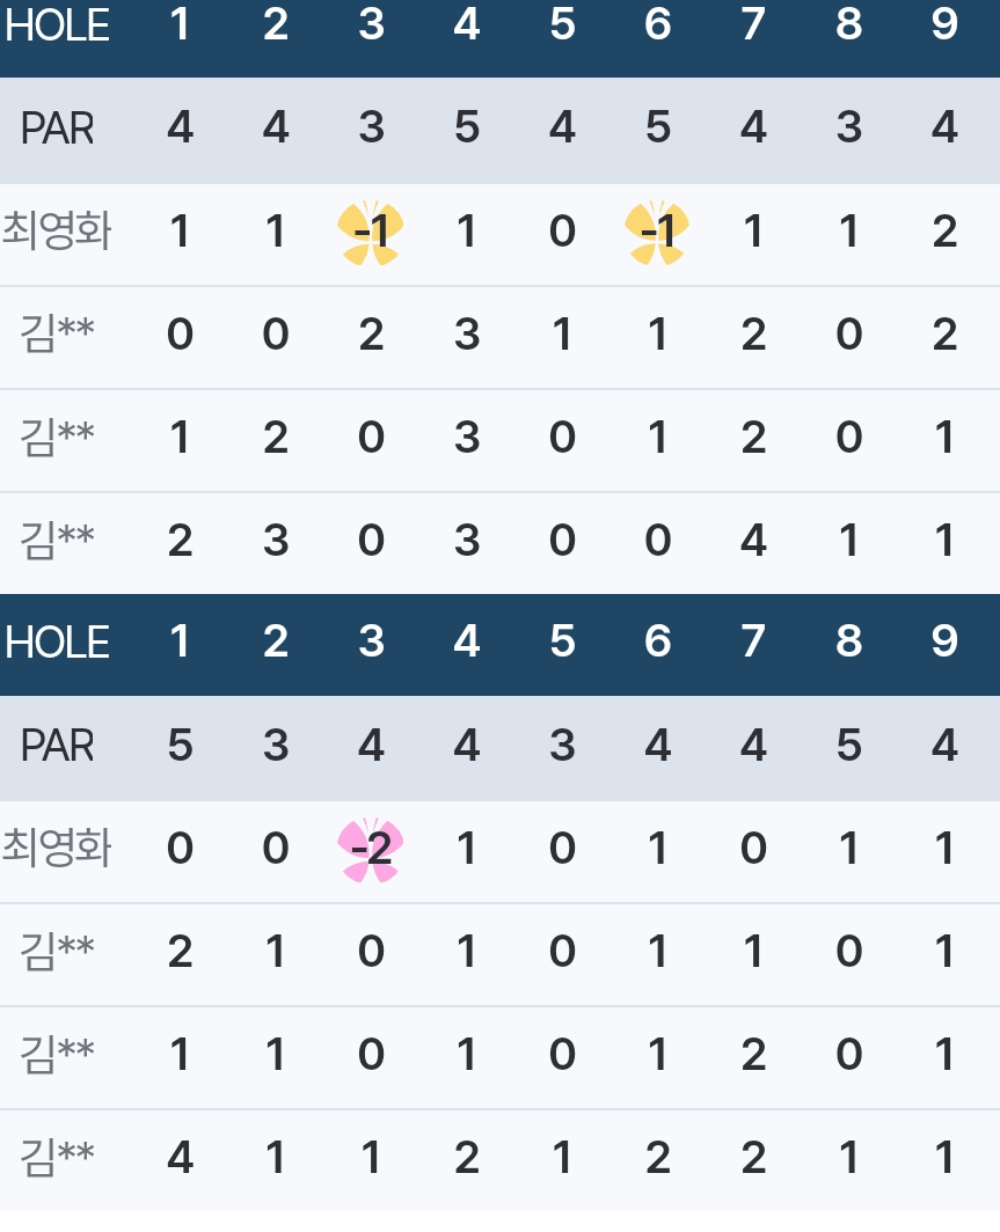 HOLE 1 2 3 4 5 6 7 8 9
PAR 4 4 3 5 4 5 4 3 4
최영화 1 1 -1 1 0 -1 1 1 2
김** 0 0 2 3 1 1 2 0 2
김** 1 2 0 3 0 1 2 0 1
김** 2 3 0 3 0 0 4 1 1
HOLE 1 2 3 4 5 6 7 8 9
PAR 5 3 4 4 3 4 4 5 4
최영화 0 0 -2 1 0 1 0 1 1
김** 2 1 0 1 0 1 1 0 1
김** 1 1 0 1 0 1 2 0 1
김** 4 1 1 2 1 2 2 1 1